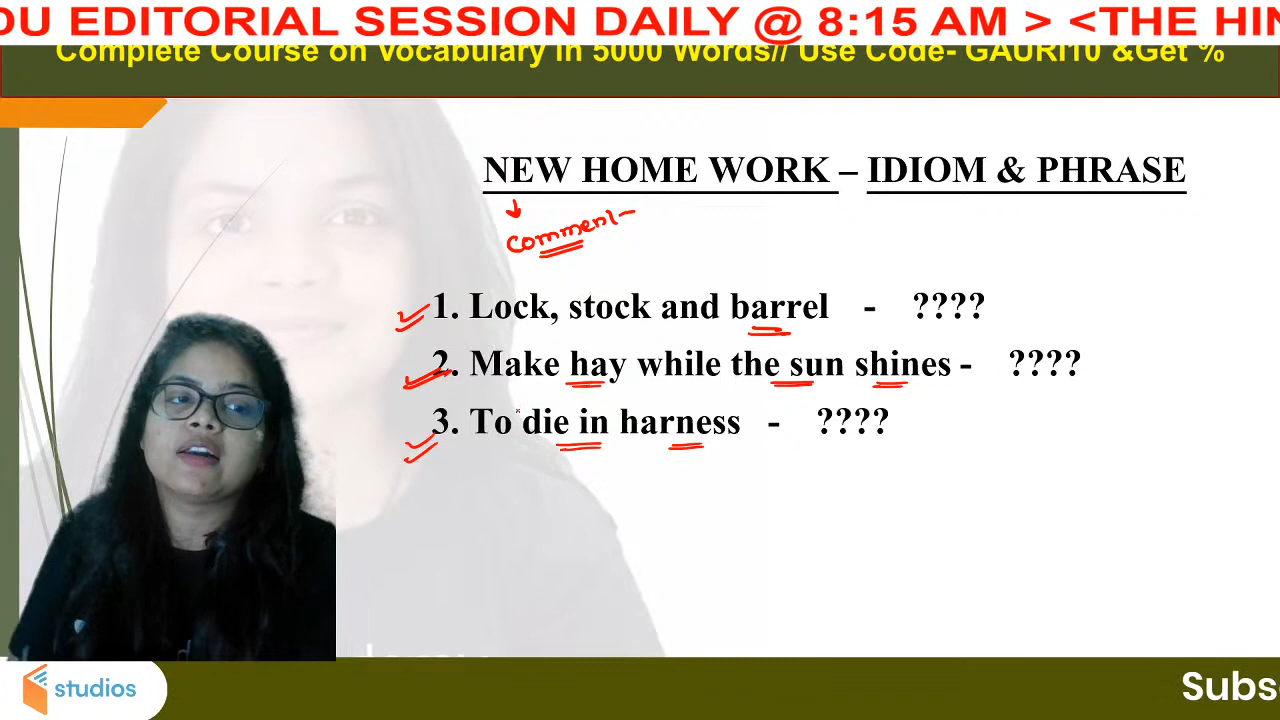 DU EDITORIAL SESSION DAILY @ 8:15 AM > <THE HIN
Complete Course on Vocabulary in 5000 Words// Use Code- GAURI10 &Get %
NEW HOME WORK – IDIOM & PHRASE
Comment
1. Lock, stock and barrel - ????
2. Make hay while the sun shines - ????
3. To die in harness - ????
studios
Subs